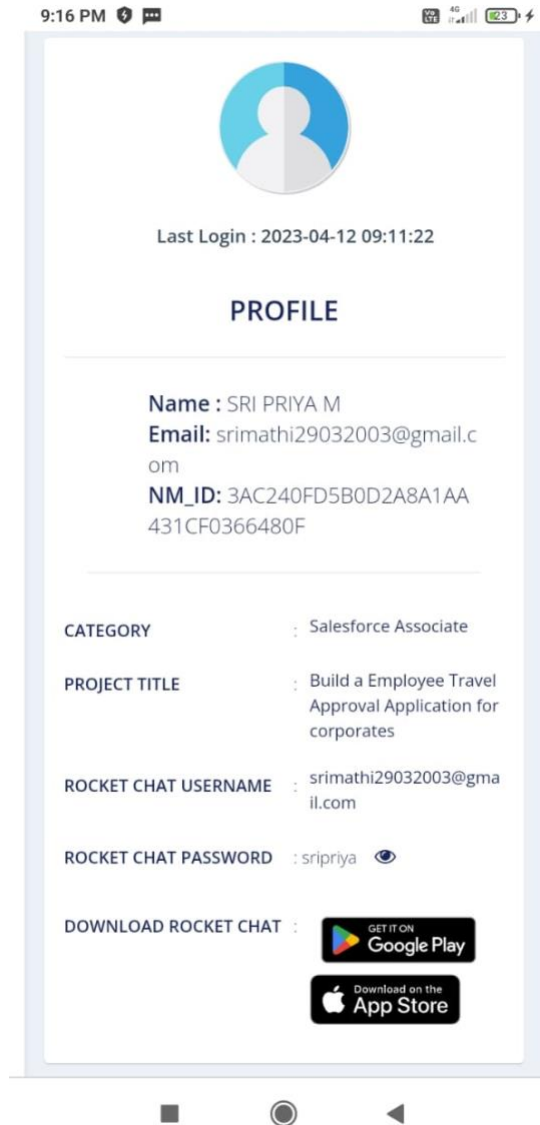 9:16 PM
Vo LTE 4G 23
Last Login : 2023-04-12 09:11:22
PROFILE
Name : SRI PRIYA M
Email: srimathi29032003@gmail.c
om
NM_ID: 3AC240FD5B0D2A8A1AA
431CF0366480F
CATEGORY : Salesforce Associate
PROJECT TITLE : Build a Employee Travel
Approval Application for
corporates
ROCKET CHAT USERNAME : srimathi29032003@gma
il.com
ROCKET CHAT PASSWORD : sripriya
DOWNLOAD ROCKET CHAT :
GET IT ON
Google Play
Download on the
App Store